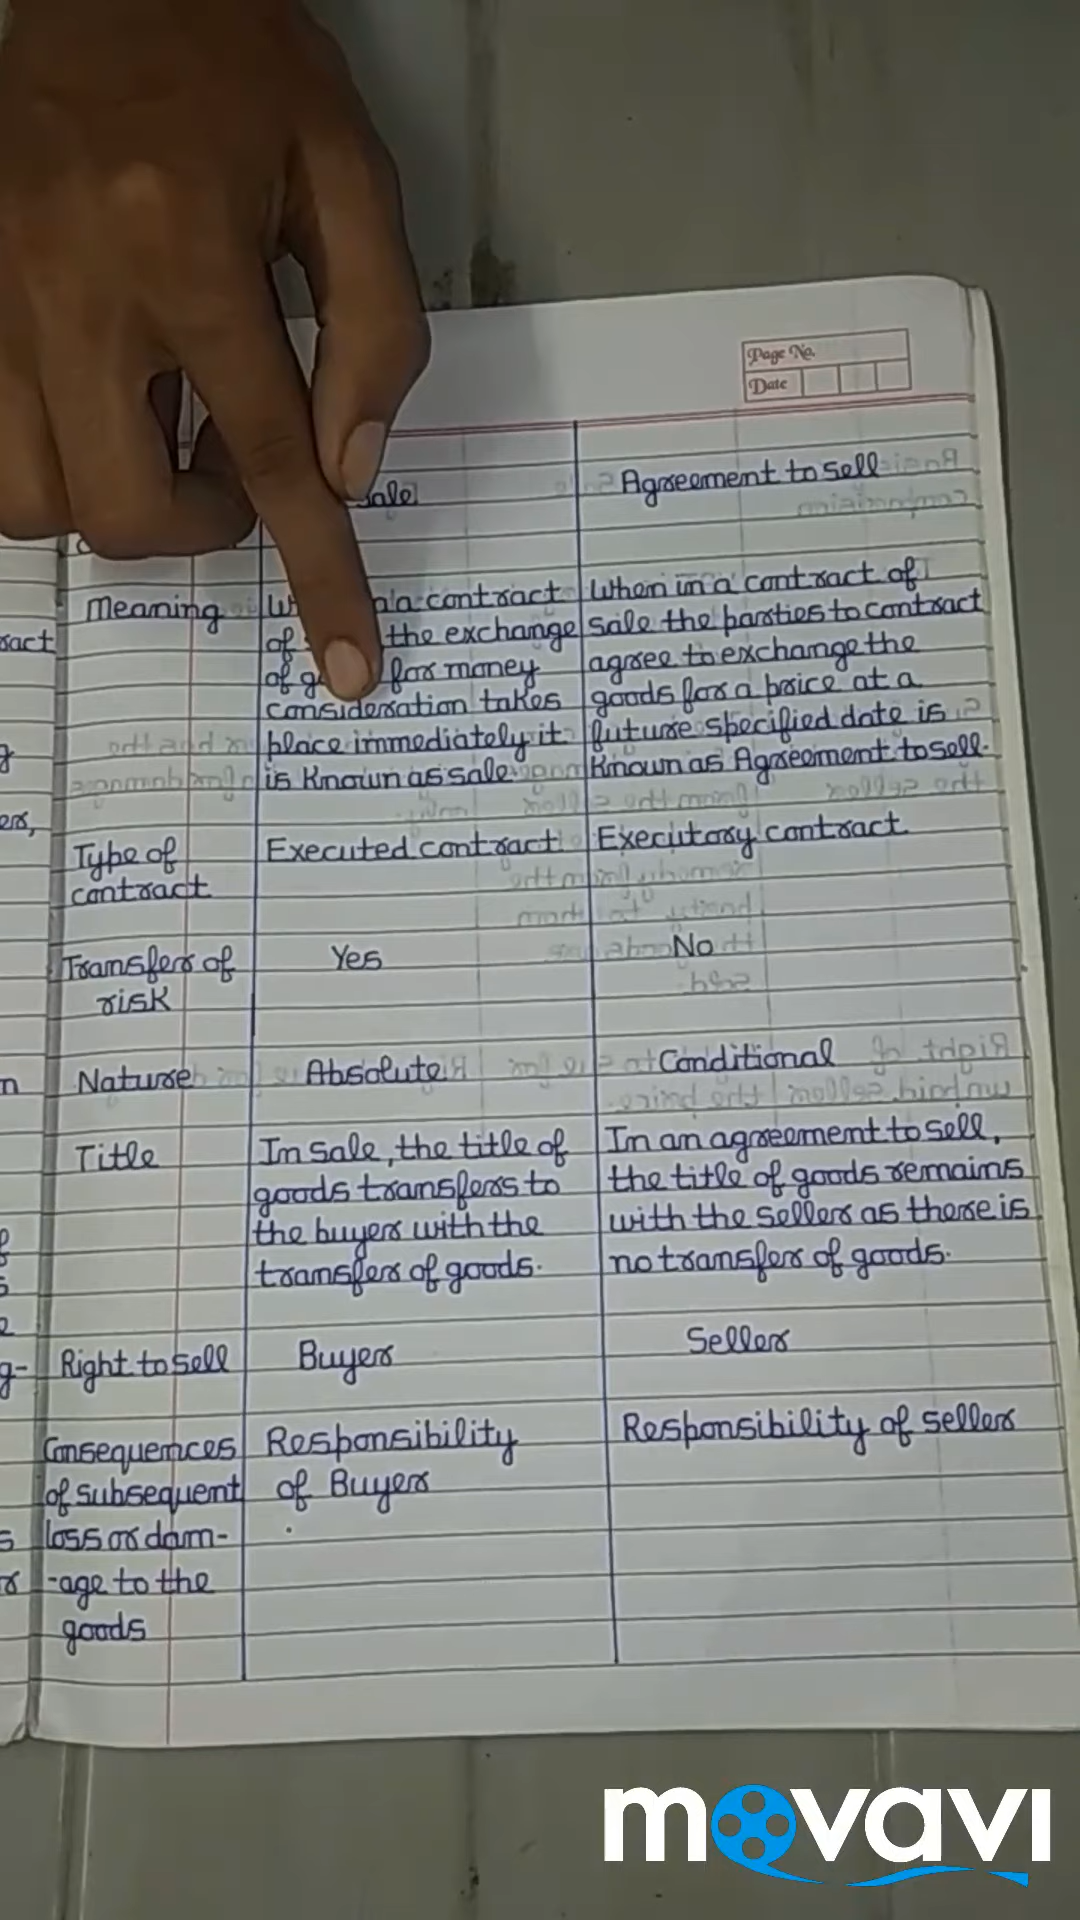 Page No.
Date
Sale
Agreement to sell
Meaning
a contract
of the exchange
of for money
consideration takes
place immediately it
is known as sale.
When in a contract of
sale the parties to contract
agree to exchange the
goods for a price at a
future specified date is
known as Agreement to sell.
Type of
contract
Executed contract
Executory contract
Transfer of
risk
Yes
No
Nature
Absolute
Conditional
Title
In sale, the title of
goods transfers to
the buyer with the
transfer of goods.
In an agreement to sell,
the title of goods remains
with the seller as there is
no transfer of goods.
Right to sell
Buyer
Seller
Consequences
of subsequent
loss or dam-
-age to the
goods
Responsibility
of Buyer
Responsibility of seller
movavi